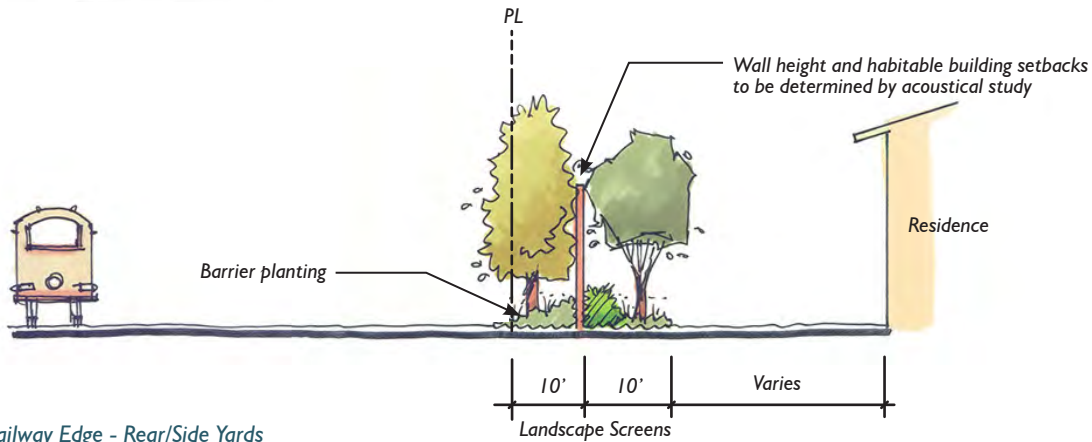 PL
Wall height and habitable building setbacks
to be determined by acoustical study
Residence
Barrier planting
10'
10'
Varies
Landscape Screens
ailway Edge - Rear/Side Yards